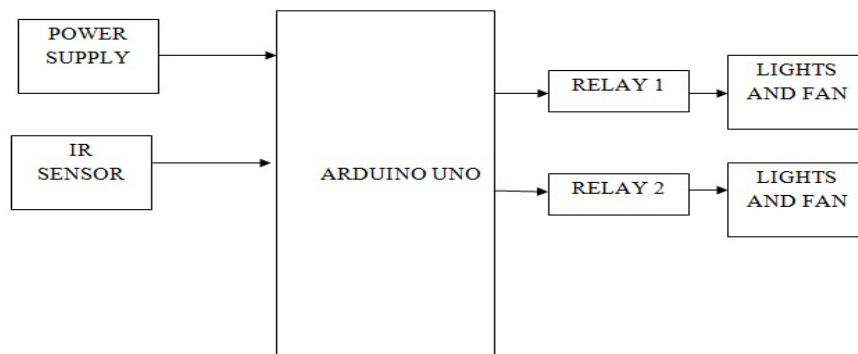 POWER
SUPPLY
IR
SENSOR
ARDUINO UNO
RELAY 1
LIGHTS
AND FAN
RELAY 2
LIGHTS
AND FAN